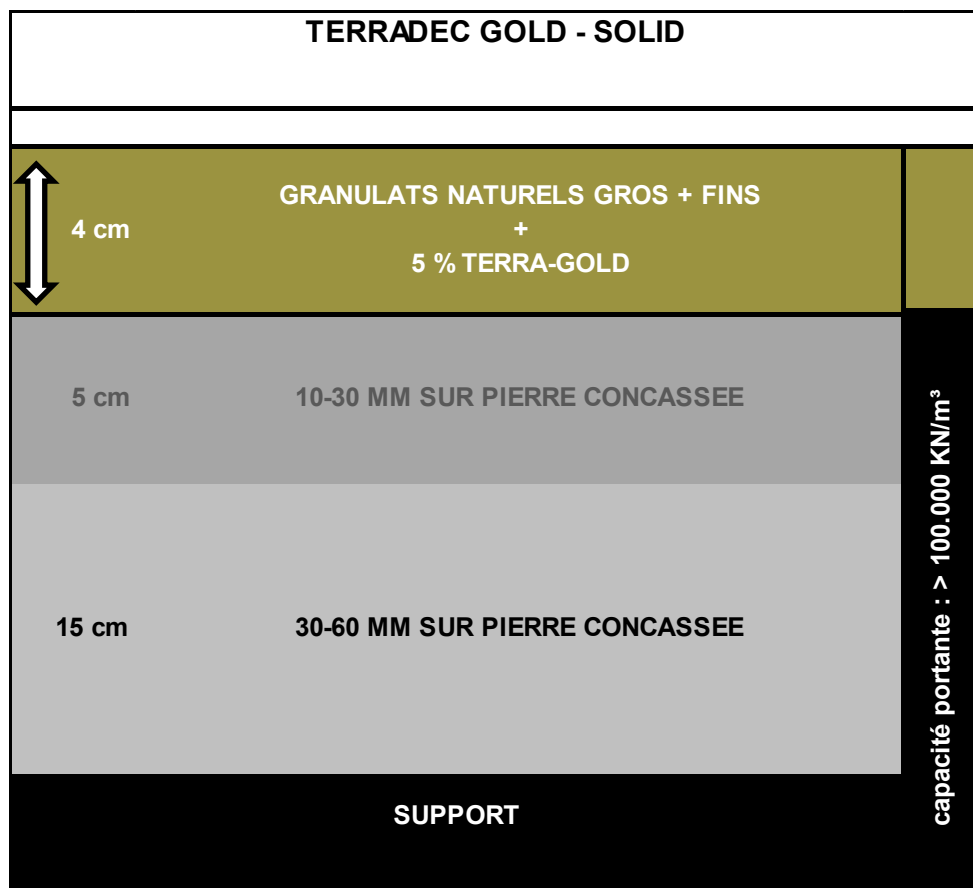 TERRADEC GOLD - SOLID
GRANULATS NATURELS GROS + FINS
4 cm
+
5 % TERRA-GOLD
5 cm
10-30 MM SUR PIERRE CONCASSEE
15 cm
30-60 MM SUR PIERRE CONCASSEE
SUPPORT
capacité portante : > 100.000 KN/m³